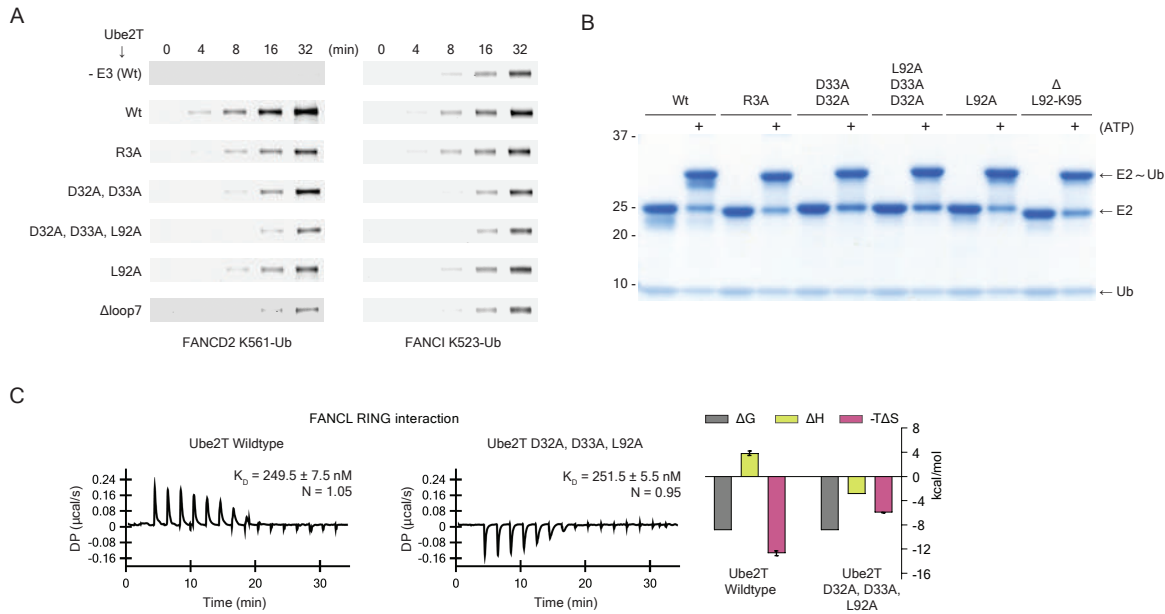 A
Ube2T
↓
0 4 8 16 32 (min) 0 4 8 16 32
- E3 (Wt)
Wt
R3A
D32A, D33A
D32A, D33A, L92A
L92A
Δloop7
FANCD2 K561-Ub
FANCI K523-Ub
B
Wt
R3A
D33A
D32A
L92A
D33A
D32A
L92A
Δ
L92-K95
+ + + + + + (ATP)
37 -
25 -
20 -
10 -
← E2 ~ Ub
← E2
← Ub
C
FANCL RING interaction
Ube2T Wildtype
K_D = 249.5 ± 7.5 nM
N = 1.05
DP (µcal/s)
0.24
0.16
0.08
0
-0.08
-0.16
0 10 20 30
Time (min)
Ube2T D32A, D33A, L92A
K_D = 251.5 ± 5.5 nM
N = 0.95
DP (µcal/s)
0.24
0.16
0.08
0
-0.08
-0.16
0 10 20 30
Time (min)
ΔG ΔH -TΔS
8
4
0
-4
-8
-12
-16
kcal/mol
Ube2T
Wildtype
Ube2T
D32A, D33A,
L92A